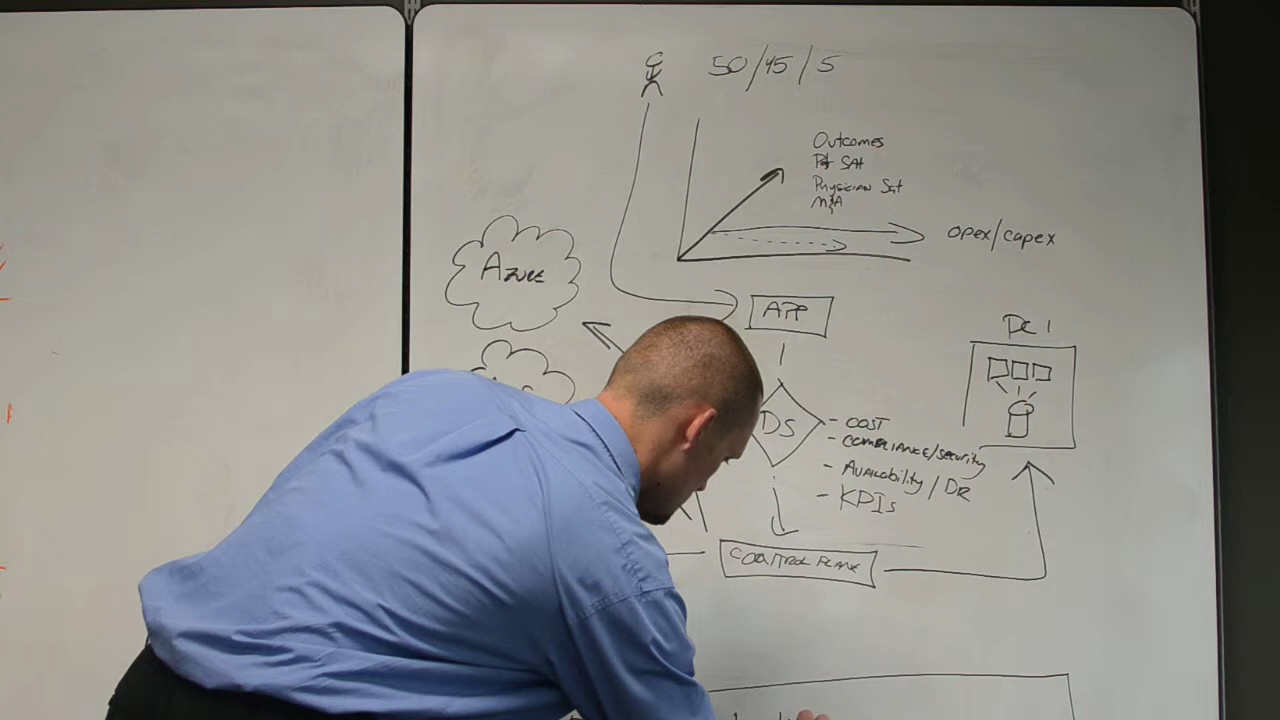 50/45/5
Outcomes
Pt SAt
Physician Sat
M&A
opex/capex
Azure
APP
DC 1
DS
- COST
- COMPLIANCE/security
- Availability / DR
- KPIs
CONTROL PLANE